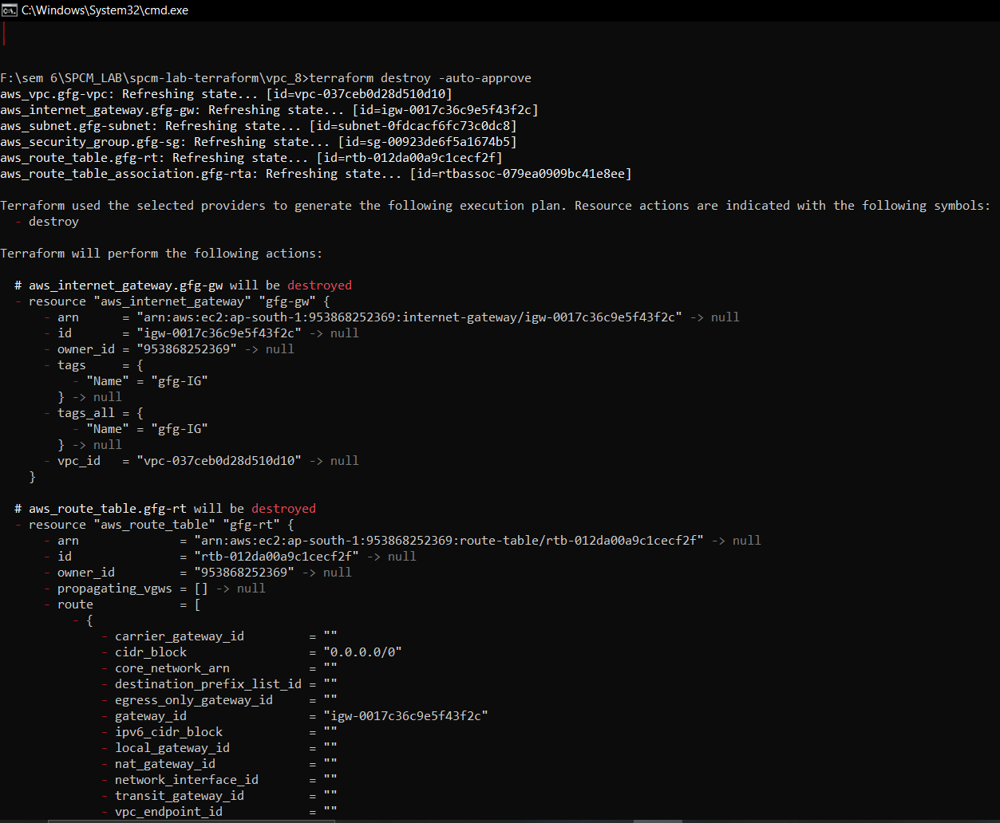 C:\Windows\System32\cmd.exe
F:\sem 6\SPCM_LAB\spcm-lab-terraform\vpc_8>terraform destroy -auto-approve
aws_vpc.gfg-vpc: Refreshing state... [id=vpc-037ceb0d28d510d10]
aws_internet_gateway.gfg-gw: Refreshing state... [id=igw-0017c36c9e5f43f2c]
aws_subnet.gfg-subnet: Refreshing state... [id=subnet-0fdcacf6fc73c0dc8]
aws_security_group.gfg-sg: Refreshing state... [id=sg-00923de6f5a1674b5]
aws_route_table.gfg-rt: Refreshing state... [id=rtb-012da00a9c1cecf2f]
aws_route_table_association.gfg-rta: Refreshing state... [id=rtbassoc-079ea0909bc41e8ee]
Terraform used the selected providers to generate the following execution plan. Resource actions are indicated with the following symbols:
  - destroy
Terraform will perform the following actions:
  # aws_internet_gateway.gfg-gw will be destroyed
  - resource "aws_internet_gateway" "gfg-gw" {
      - arn      = "arn:aws:ec2:ap-south-1:953868252369:internet-gateway/igw-0017c36c9e5f43f2c" -> null
      - id       = "igw-0017c36c9e5f43f2c" -> null
      - owner_id = "953868252369" -> null
      - tags     = {
          - "Name" = "gfg-IG"
        } -> null
      - tags_all = {
          - "Name" = "gfg-IG"
        } -> null
      - vpc_id   = "vpc-037ceb0d28d510d10" -> null
    }
  # aws_route_table.gfg-rt will be destroyed
  - resource "aws_route_table" "gfg-rt" {
      - arn              = "arn:aws:ec2:ap-south-1:953868252369:route-table/rtb-012da00a9c1cecf2f" -> null
      - id               = "rtb-012da00a9c1cecf2f" -> null
      - owner_id         = "953868252369" -> null
      - propagating_vgws = [] -> null
      - route            = [
          - {
              - carrier_gateway_id         = ""
              - cidr_block                 = "0.0.0.0/0"
              - core_network_arn           = ""
              - destination_prefix_list_id = ""
              - egress_only_gateway_id     = ""
              - gateway_id                 = "igw-0017c36c9e5f43f2c"
              - ipv6_cidr_block            = ""
              - local_gateway_id           = ""
              - nat_gateway_id             = ""
              - network_interface_id       = ""
              - transit_gateway_id         = ""
              - vpc_endpoint_id            = ""